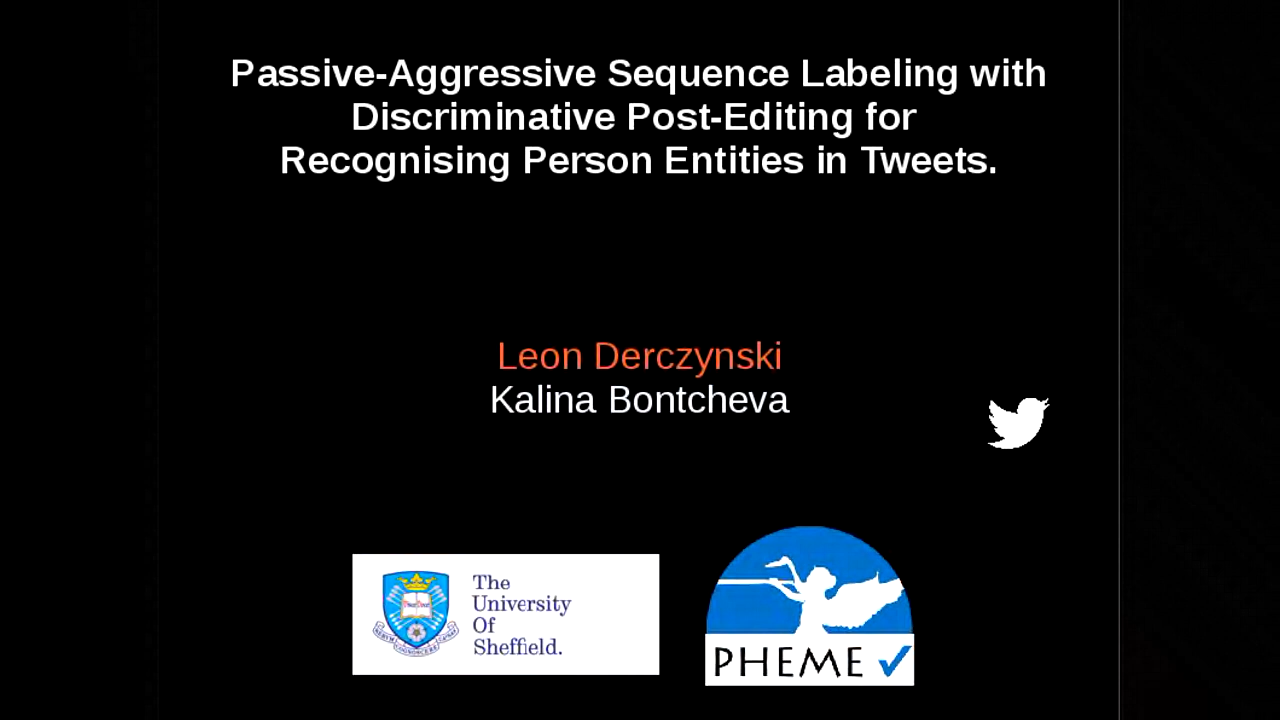 Passive-Aggressive Sequence Labeling with
Discriminative Post-Editing for
Recognising Person Entities in Tweets.
Leon Derczynski
Kalina Bontcheva
The
University
Of
Sheffield.
PHEME